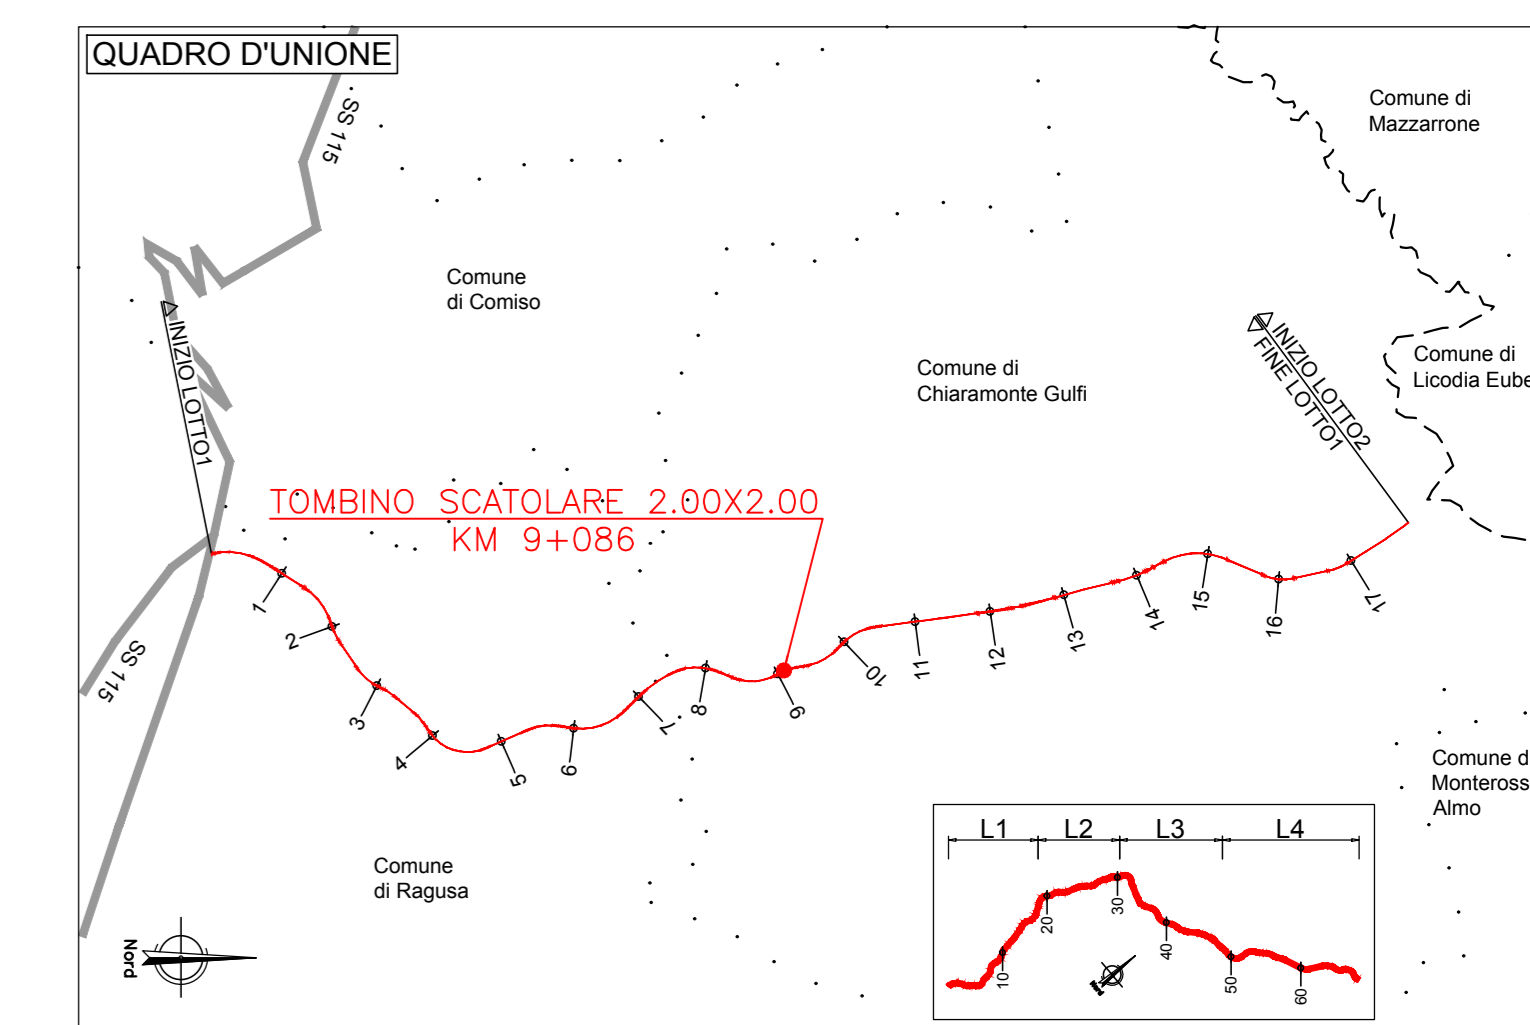 QUADRO D'UNIONE
SS 115
Comune di
Mazzarrone
Comune
di Comiso
INIZIO LOTTO1
Comune di
Chiaramonte Gulfi
INIZIO LOTTO2
FINE LOTTO1
Comune di
Licodia Eube
TOMBINO SCATOLARE 2.00X2.00
KM 9+086
1
2
3
4
5
6
7
8
9
10
11
12
13
14
15
16
17
SS 115
Comune d
Monteross
Almo
Comune
di Ragusa
Nord
L1 L2 L3 L4
10
20
30
40
50
60